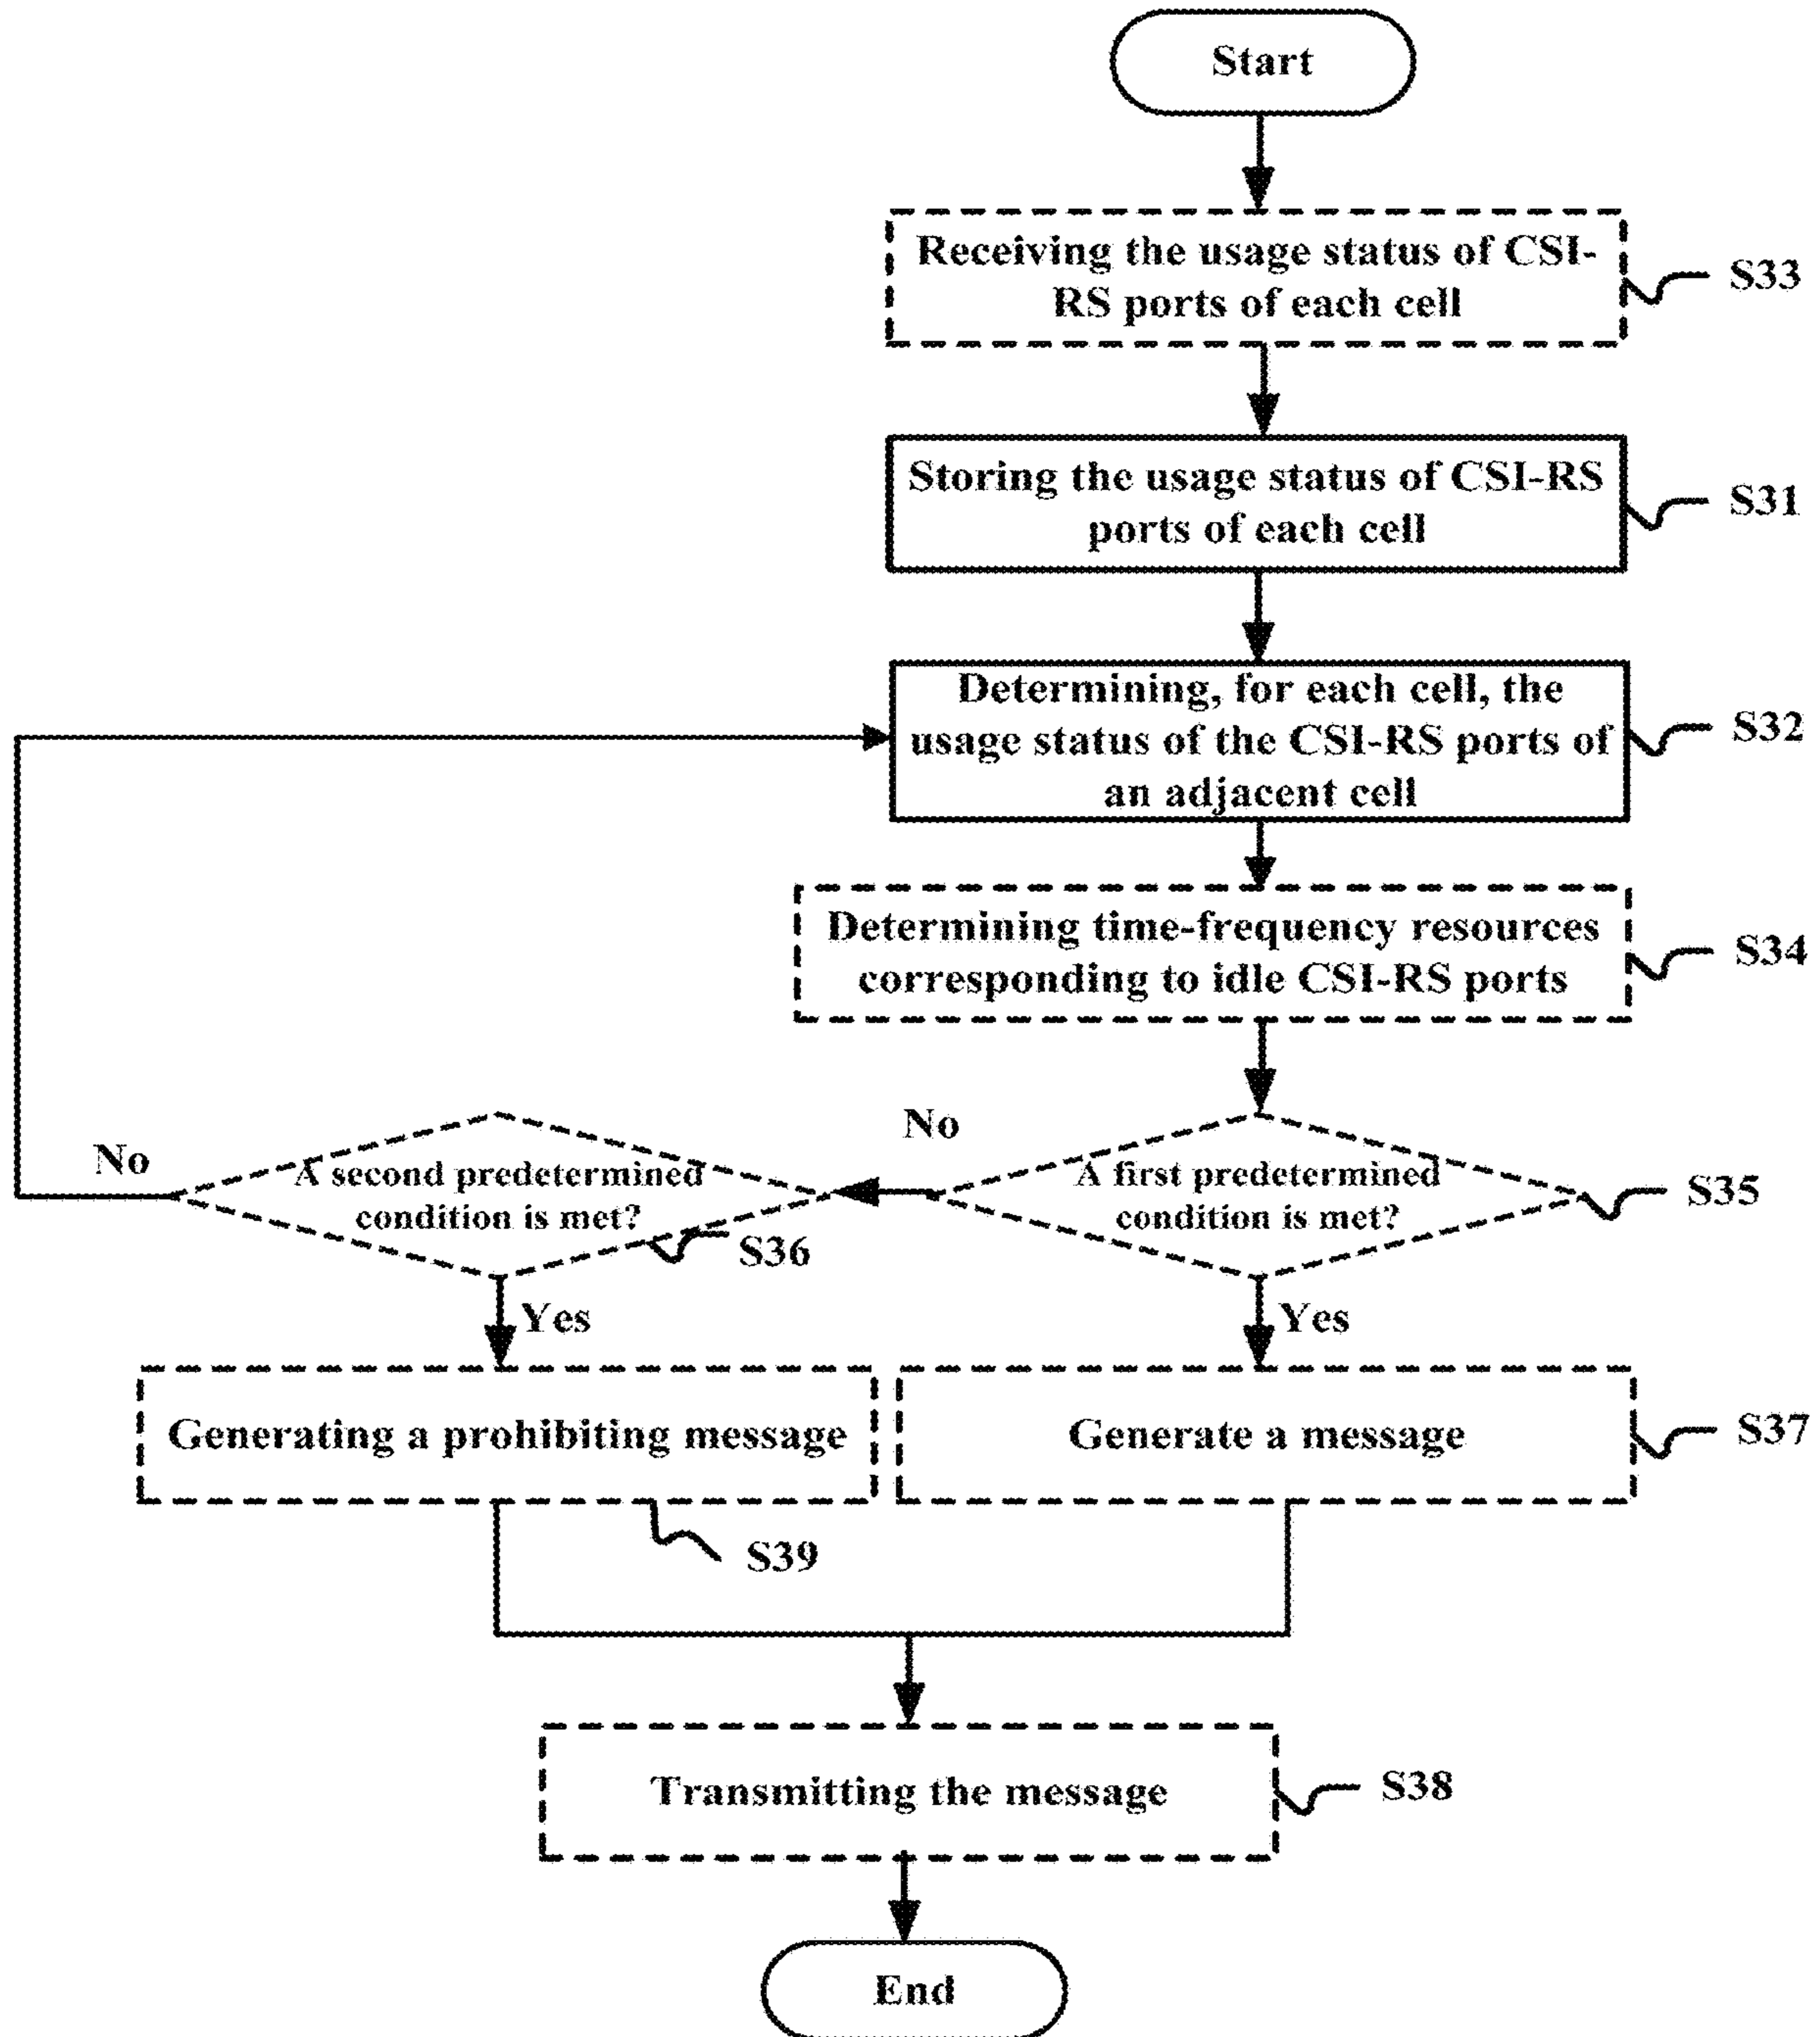 Start
Receiving the usage status of CSI-
RS ports of each cell
S33
Storing the usage status of CSI-RS
ports of each cell
S31
Determining, for each cell, the
usage status of the CSI-RS ports of
an adjacent cell
S32
Determining time-frequency resources
corresponding to idle CSI-RS ports
S34
No
A first predetermined
condition is met?
S35
No
A second predetermined
condition is met?
S36
Yes
Yes
Generating a prohibiting message
S39
Generate a message
S37
Transmitting the message
S38
End